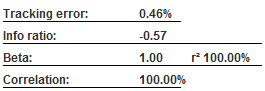 Tracking error: 0.46%
Info ratio: -0.57
Beta: 1.00 r² 100.00%
Correlation: 100.00%